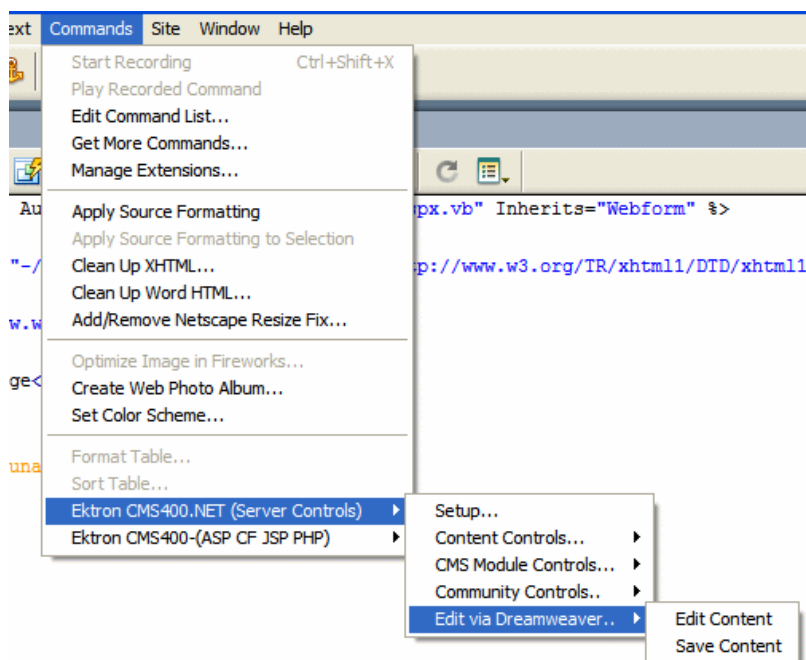 ext Commands Site Window Help
Start Recording Ctrl+Shift+X
Play Recorded Command
Edit Command List...
Get More Commands...
Manage Extensions...
Au px.vb" Inherits="Webform" %>
Apply Source Formatting
Apply Source Formatting to Selection
"-/ p://www.w3.org/TR/xhtml1/DTD/xhtml1
Clean Up XHTML...
Clean Up Word HTML...
w.w
Add/Remove Netscape Resize Fix...
Optimize Image in Fireworks...
ge<
Create Web Photo Album...
Set Color Scheme...
Format Table...
una
Sort Table...
Ektron CMS400.NET (Server Controls)
Setup...
Ektron CMS400-(ASP CF JSP PHP)
Content Controls...
CMS Module Controls...
Community Controls..
Edit via Dreamweaver..
Edit Content
Save Content